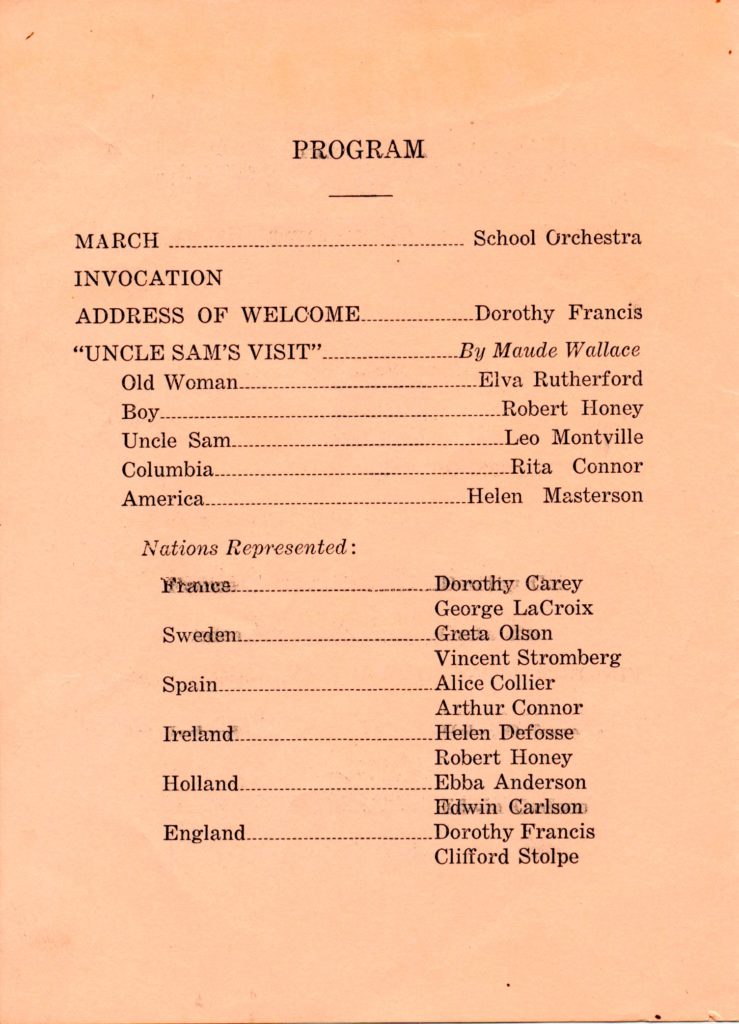 PROGRAM
MARCH School Orchestra
INVOCATION
ADDRESS OF WELCOME Dorothy Francis
"UNCLE SAM'S VISIT" By Maude Wallace
Old Woman Elva Rutherford
Boy Robert Honey
Uncle Sam Leo Montville
Columbia Rita Connor
America Helen Masterson
Nations Represented:
France Dorothy Carey
George LaCroix
Sweden Greta Olson
Vincent Stromberg
Spain Alice Collier
Arthur Connor
Ireland Helen Defosse
Robert Honey
Holland Ebba Anderson
Edwin Carlson
England Dorothy Francis
Clifford Stolpe